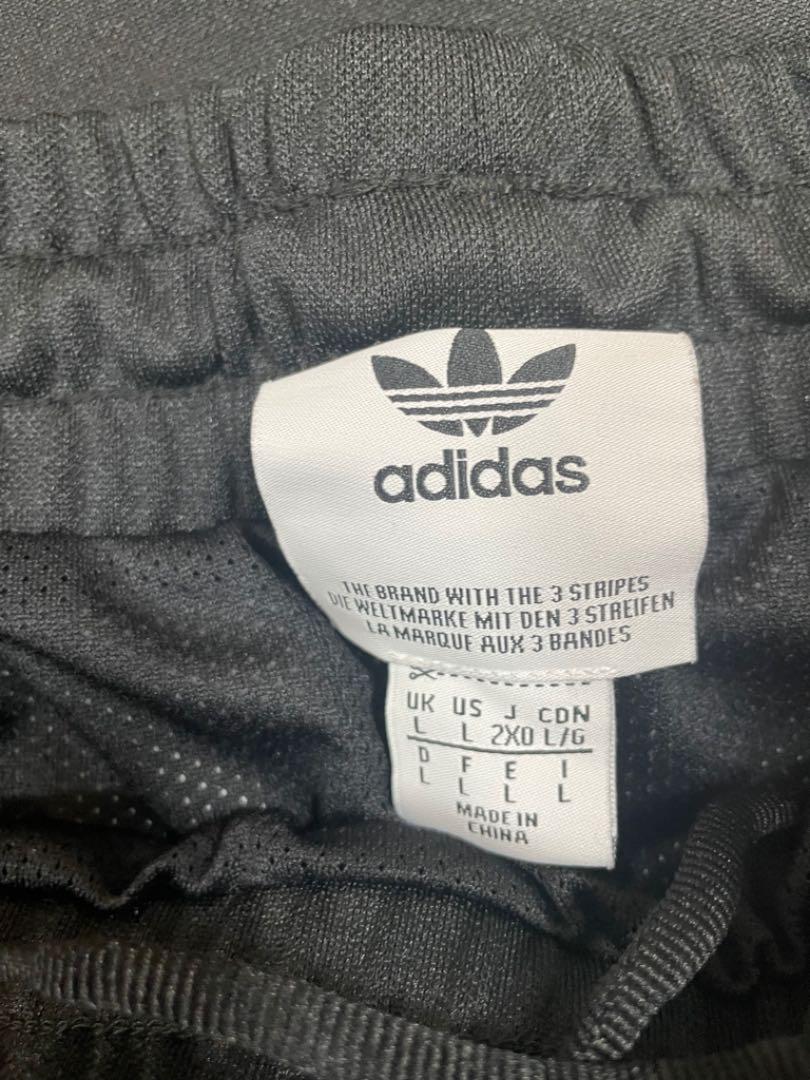 adidas
THE BRAND WITH THE 3 STRIPES
DIE WELTMARKE MIT DEN 3 STREIFEN
LA MARQUE AUX 3 BANDES
UK US J CDN
L L 2XO L/G
D F E I
L L L L
MADE IN
CHINA